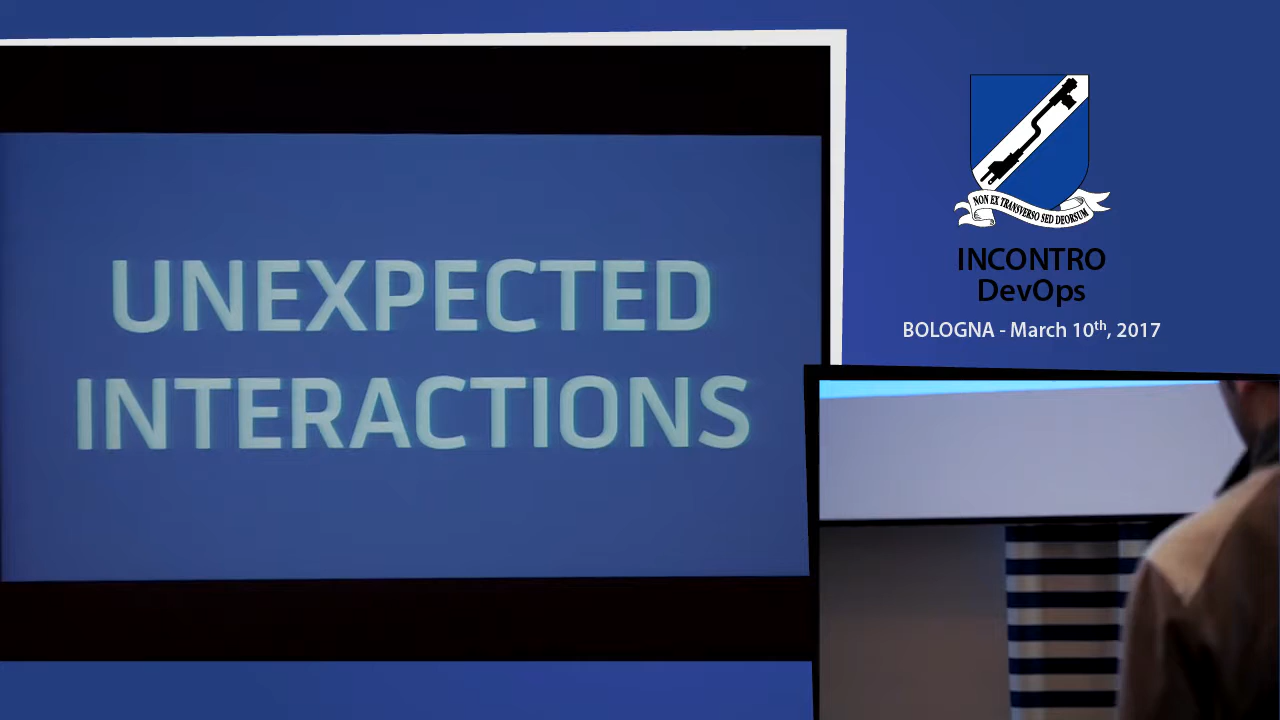 UNEXPECTED
INTERACTIONS
NON EX TRANSVERSO SED DEORSUM
INCONTRO
DevOps
BOLOGNA - March 10th, 2017